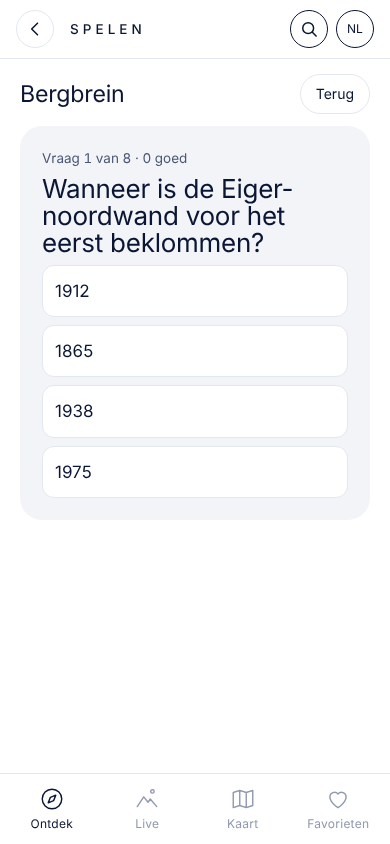 SPELEN
NL
Bergbrein
Terug
Vraag 1 van 8 · 0 goed
Wanneer is de Eiger-
noordwand voor het
eerst beklommen?
1912
1865
1938
1975
Ontdek
Live
Kaart
Favorieten